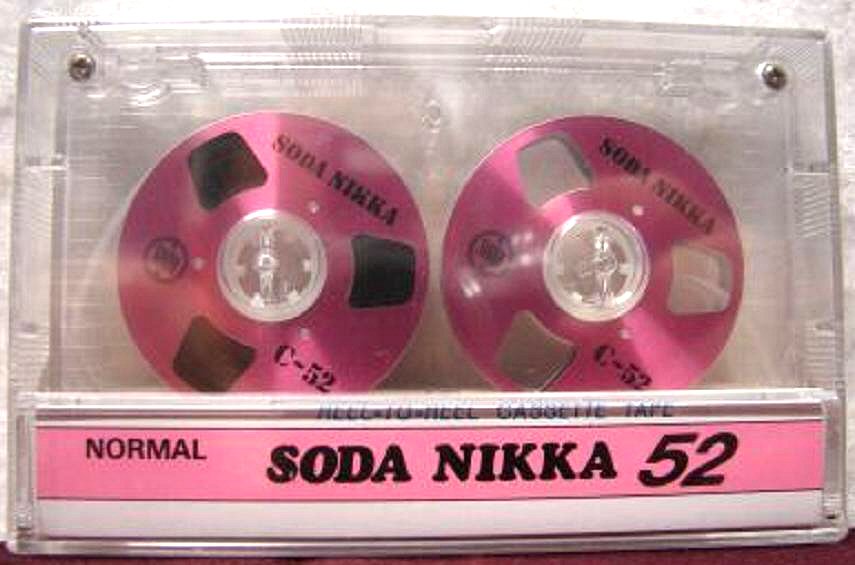 SODA NIKKA
C-52
SODA NIKKA
C-52
REEL-TO-REEL CASSETTE TAPE
NORMAL SODA NIKKA 52